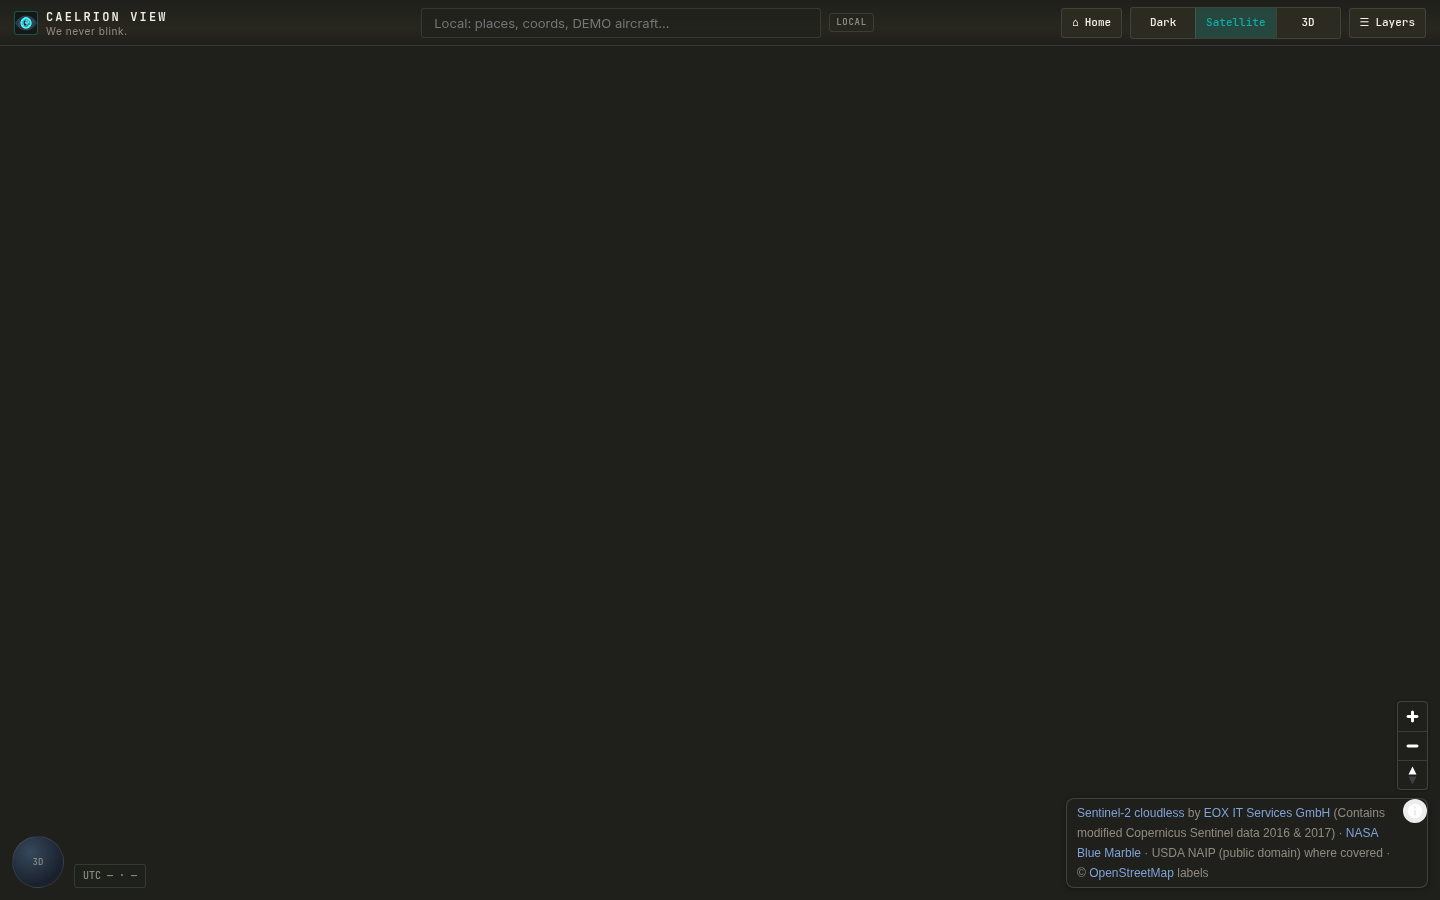 CAELRION VIEW
We never blink.
Local: places, coords, DEMO aircraft...
LOCAL
⌂ Home
Dark
Satellite
3D
☰ Layers
Sentinel-2 cloudless by EOX IT Services GmbH (Contains
modified Copernicus Sentinel data 2016 & 2017) · NASA
Blue Marble · USDA NAIP (public domain) where covered ·
© OpenStreetMap labels
3D
UTC — · —